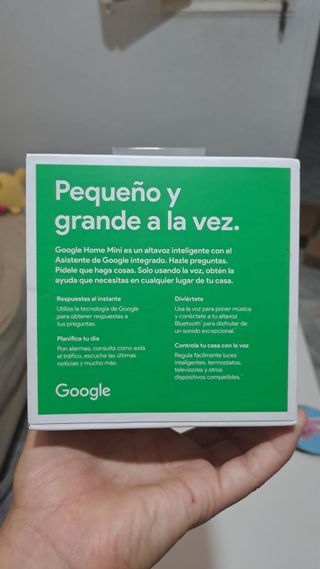 Pequeño y
grande a la vez.
Google Home Mini es un altavoz inteligente con el
Asistente de Google integrado. Hazle preguntas.
Pídele que haga cosas. Solo usando la voz, obtén la
ayuda que necesitas en cualquier lugar de tu casa.
Respuestas al instante
Utiliza la tecnología de Google
para obtener respuestas a
tus preguntas.
Planifica tu día
Pon alarmas, consulta cómo está
el tráfico, escucha las últimas
noticias y mucho más.
Diviértete
Usa la voz para poner música
y conéctate a tu altavoz
Bluetooth* para disfrutar de
un sonido excepcional.*
Controla tu casa con la voz
Regula fácilmente luces
inteligentes, termostatos,
televisores y otros
dispositivos compatibles.*
Google